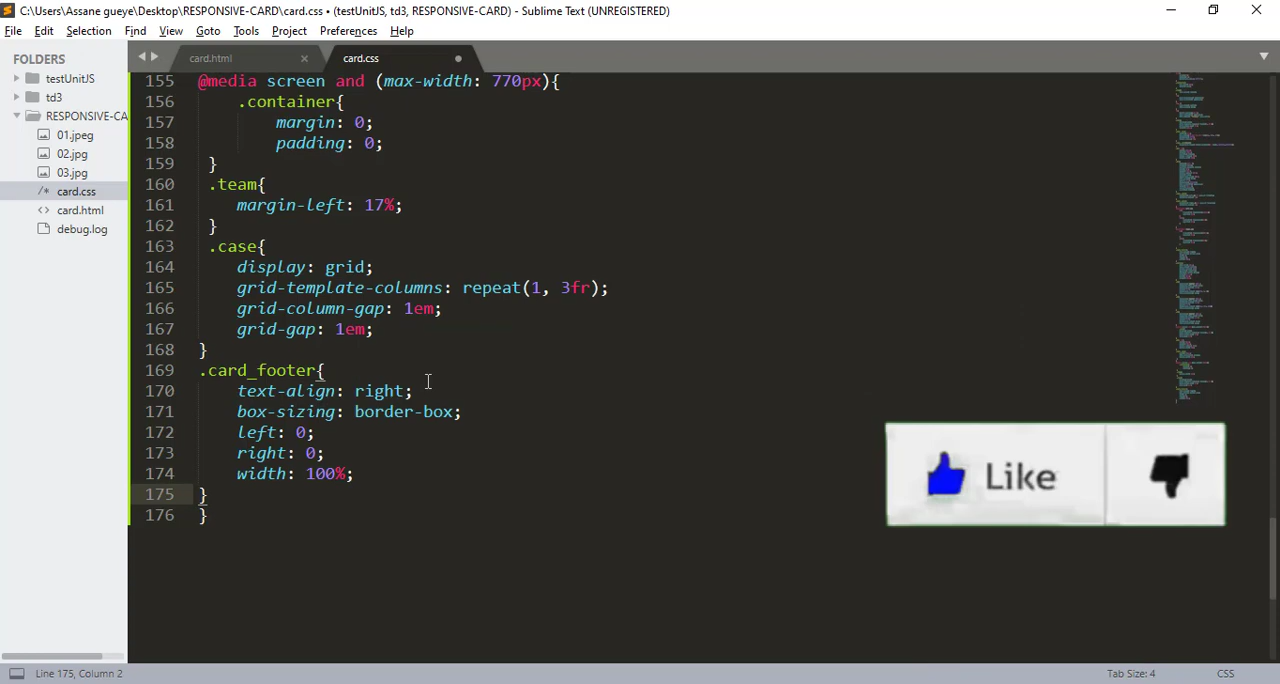 C:\Users\Assane gueye\Desktop\RESPONSIVE-CARD\card.css • (testUnitJS, td3, RESPONSIVE-CARD) - Sublime Text (UNREGISTERED)
File Edit Selection Find View Goto Tools Project Preferences Help
FOLDERS
testUnitJS
td3
RESPONSIVE-CA
01.jpeg
02.jpg
03.jpg
/* card.css
<> card.html
debug.log
card.html ×
card.css
155 @media screen and (max-width: 770px){
156 .container{
157 margin: 0;
158 padding: 0;
159 }
160 .team{
161 margin-left: 17%;
162 }
163 .case{
164 display: grid;
165 grid-template-columns: repeat(1, 3fr);
166 grid-column-gap: 1em;
167 grid-gap: 1em;
168 }
169 .card_footer{
170 text-align: right;
171 box-sizing: border-box;
172 left: 0;
173 right: 0;
174 width: 100%;
175 }
176 }
Like
Line 175, Column 2
Tab Size: 4
CSS